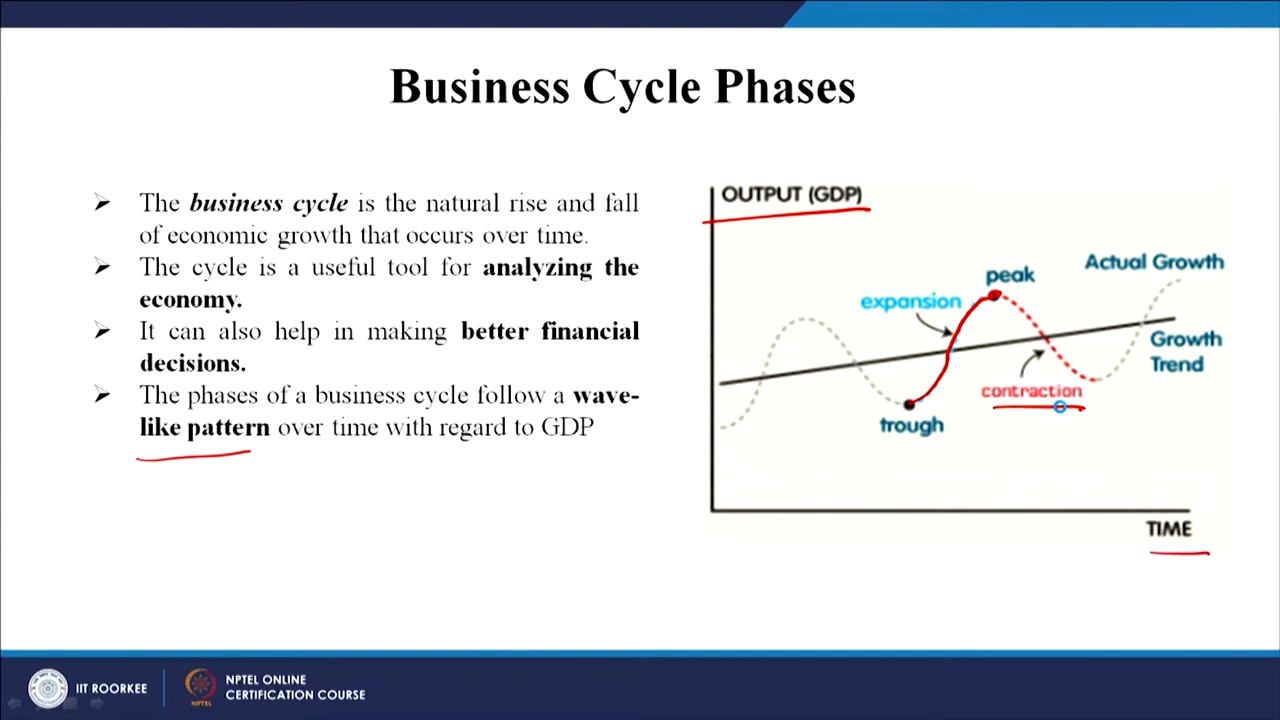 Business Cycle Phases
The business cycle is the natural rise and fall
of economic growth that occurs over time.
The cycle is a useful tool for analyzing the
economy.
It can also help in making better financial
decisions.
The phases of a business cycle follow a wave-
like pattern over time with regard to GDP
OUTPUT (GDP)
peak
Actual Growth
expansion
Growth
Trend
contraction
trough
TIME
IIT ROORKEE
NPTEL
NPTEL ONLINE
CERTIFICATION COURSE